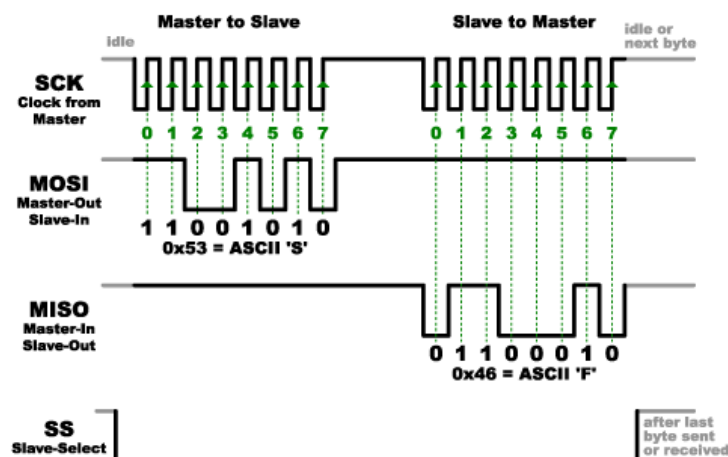 Master to Slave
Slave to Master
idle
idle or
next byte
SCK
Clock from
Master
0 1 2 3 4 5 6 7
0 1 2 3 4 5 6 7
MOSI
Master-Out
Slave-In
1 1 0 0 1 0 1 0
0x53 = ASCII 'S'
MISO
Master-In
Slave-Out
0 1 1 0 0 0 1 0
0x46 = ASCII 'F'
SS
Slave-Select
after last
byte sent
or received